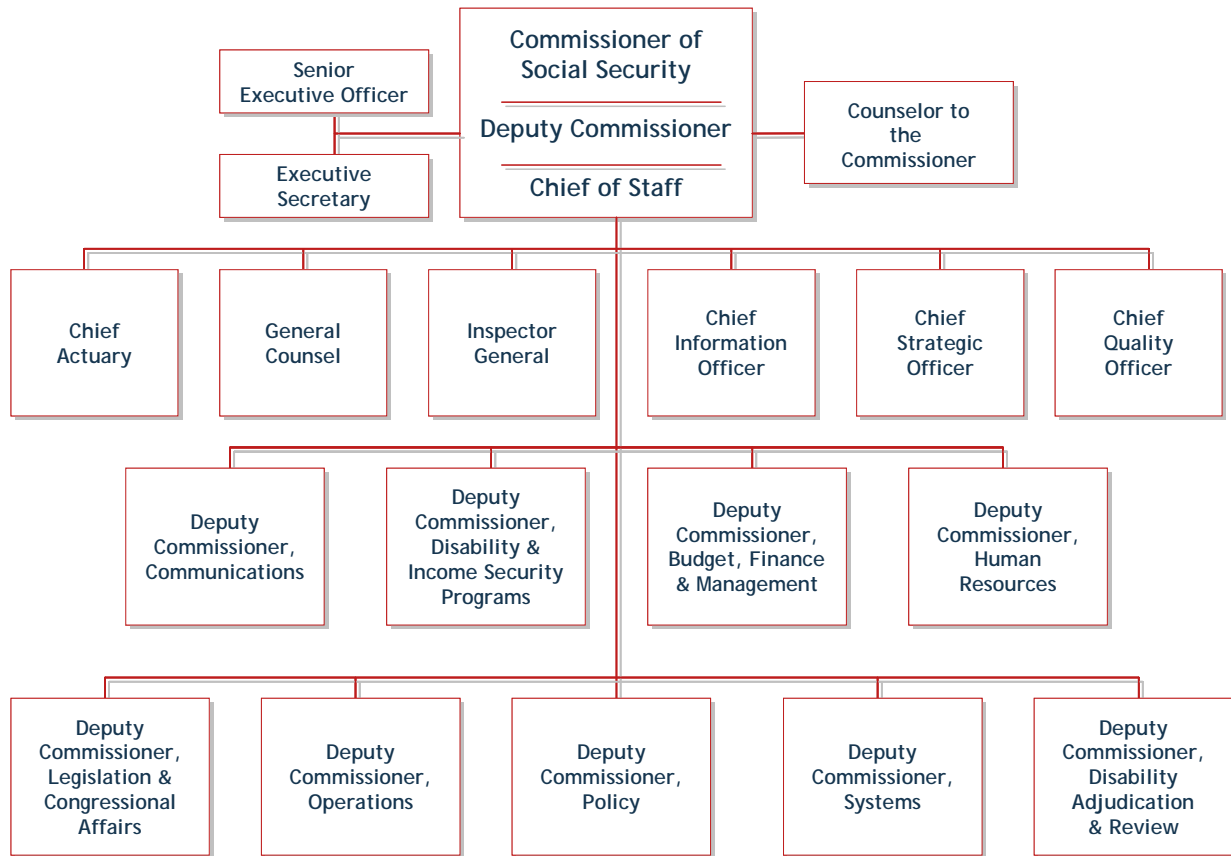 Commissioner of
Social Security
Deputy Commissioner
Chief of Staff
Senior
Executive Officer
Executive
Secretary
Counselor to
the
Commissioner
Chief
Actuary
General
Counsel
Inspector
General
Chief
Information
Officer
Chief
Strategic
Officer
Chief
Quality
Officer
Deputy
Commissioner,
Communications
Deputy
Commissioner,
Disability &
Income Security
Programs
Deputy
Commissioner,
Budget, Finance
& Management
Deputy
Commissioner,
Human
Resources
Deputy
Commissioner,
Legislation &
Congressional
Affairs
Deputy
Commissioner,
Operations
Deputy
Commissioner,
Policy
Deputy
Commissioner,
Systems
Deputy
Commissioner,
Disability
Adjudication
& Review